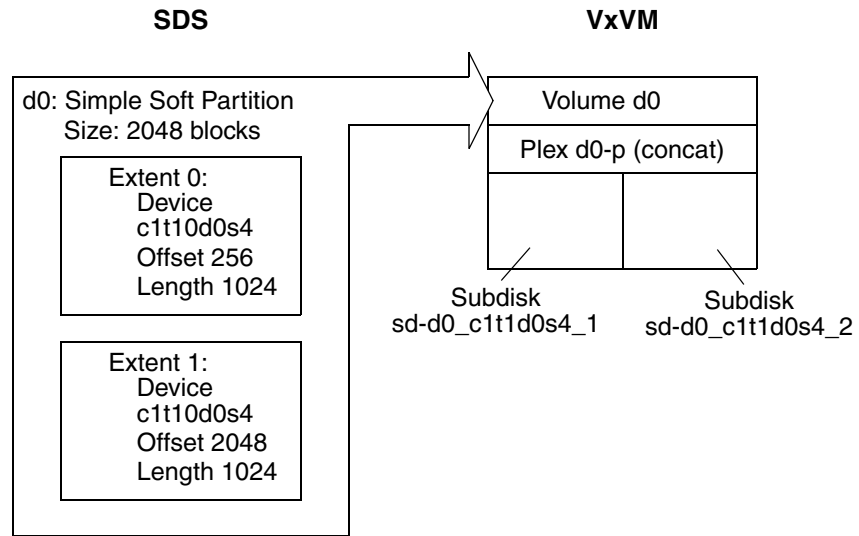 SDS
VxVM
d0: Simple Soft Partition
Size: 2048 blocks
Extent 0:
Device
c1t10d0s4
Offset 256
Length 1024
Extent 1:
Device
c1t10d0s4
Offset 2048
Length 1024
Volume d0
Plex d0-p (concat)
Subdisk
sd-d0_c1t1d0s4_1
Subdisk
sd-d0_c1t1d0s4_2